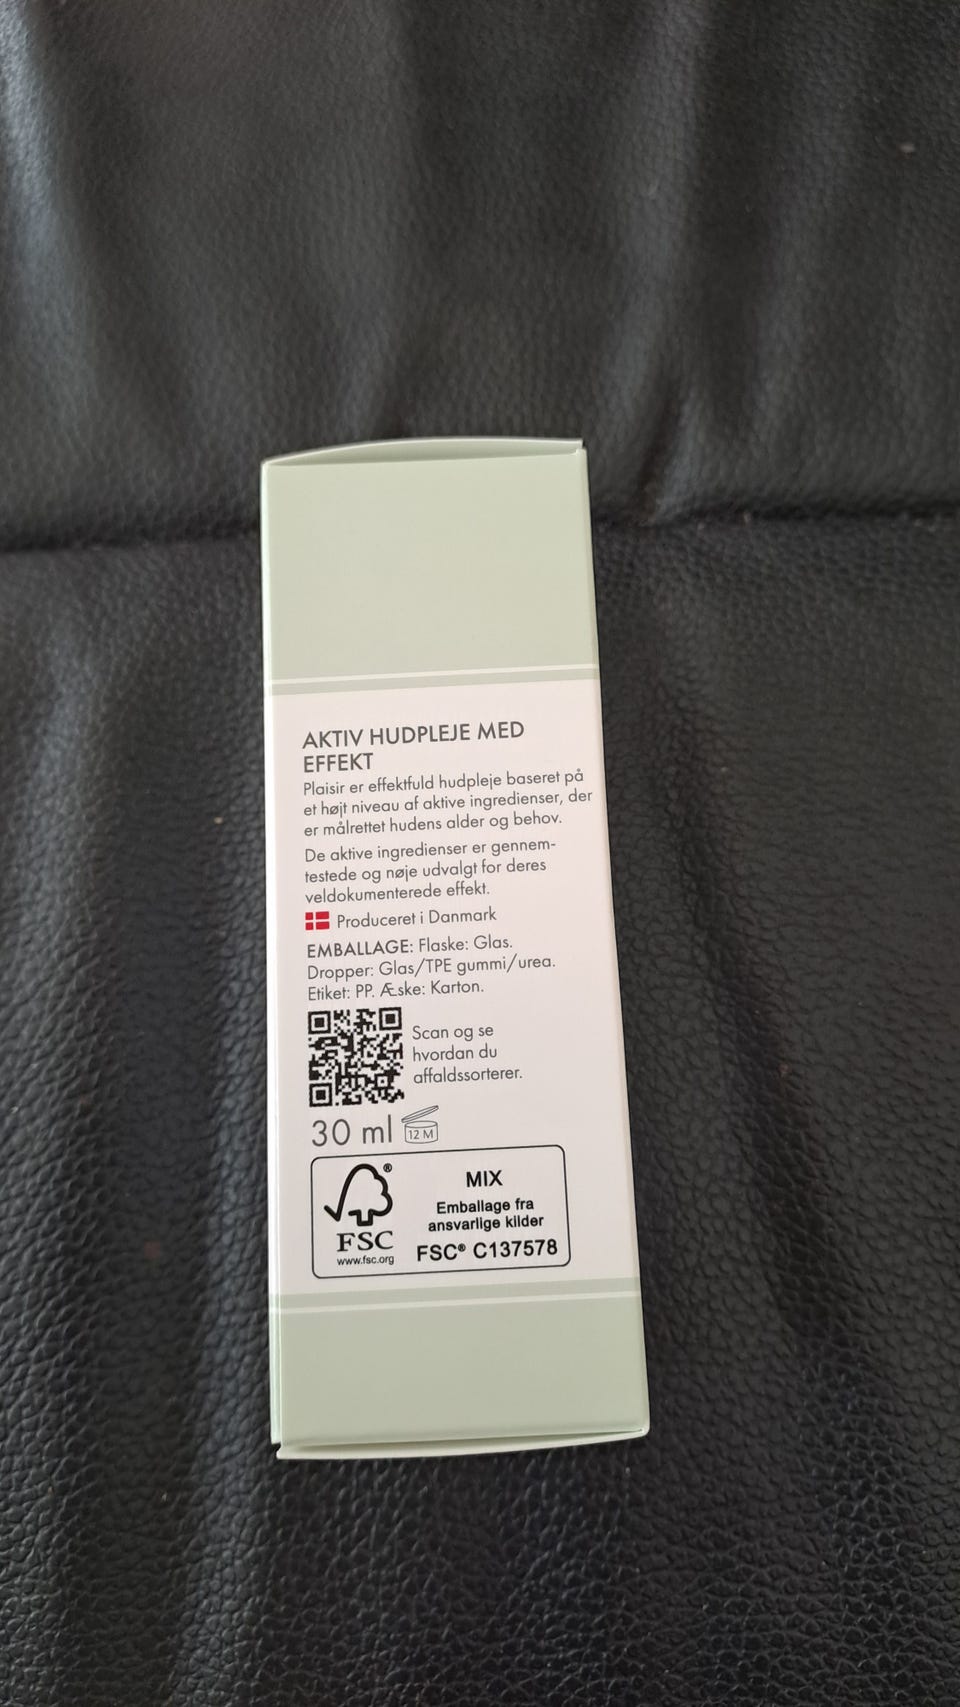 AKTIV HUDPLEJE MED
EFFEKT
Plaisir er effektfuld hudpleje baseret på
et højt niveau af aktive ingredienser, der
er målrettet hudens alder og behov.
De aktive ingredienser er gennem-
testede og nøje udvalgt for deres
veldokumenterede effekt.
Produceret i Danmark
EMBALLAGE: Flaske: Glas.
Dropper: Glas/TPE gummi/urea.
Etiket: PP. Æske: Karton.
Scan og se
hvordan du
affaldssorterer.
30 ml 12 M
FSC®
www.fsc.org
MIX
Emballage fra
ansvarlige kilder
FSC® C137578